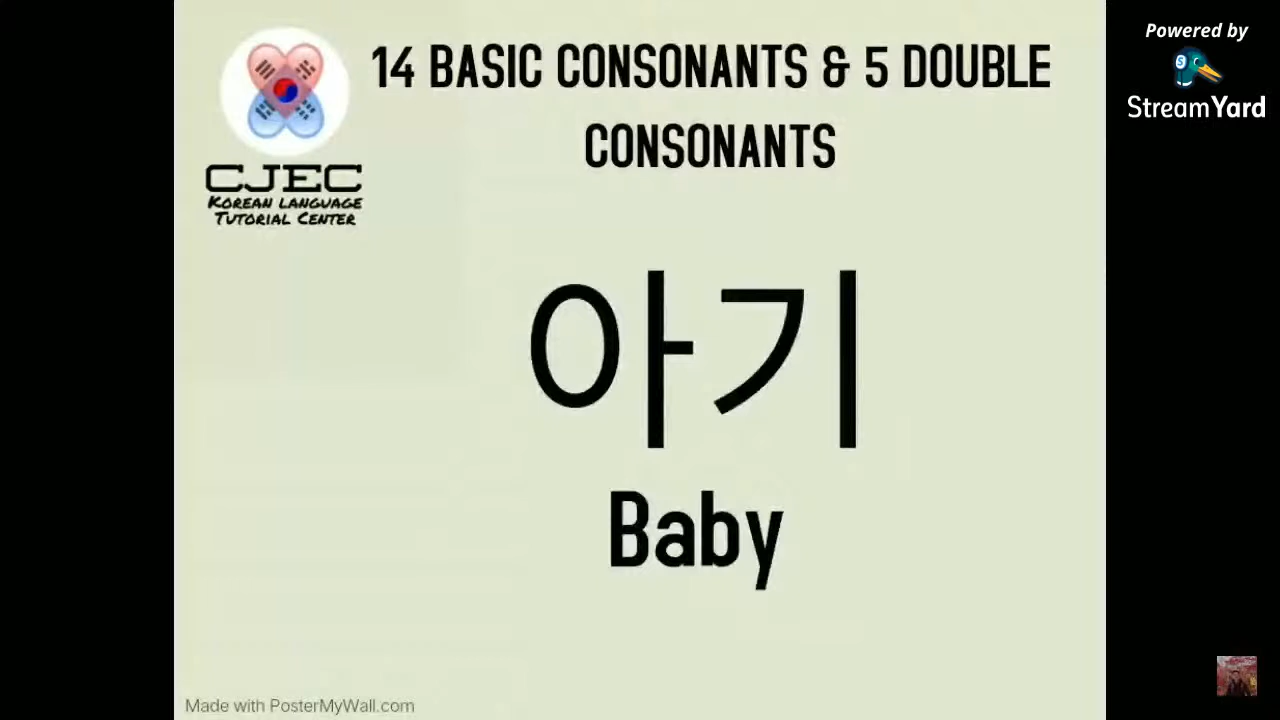 14 BASIC CONSONANTS & 5 DOUBLE
CONSONANTS
CJEC
KOREAN LANGUAGE
TUTORIAL CENTER
아기
Baby
Made with PosterMyWall.com
Powered by
StreamYard